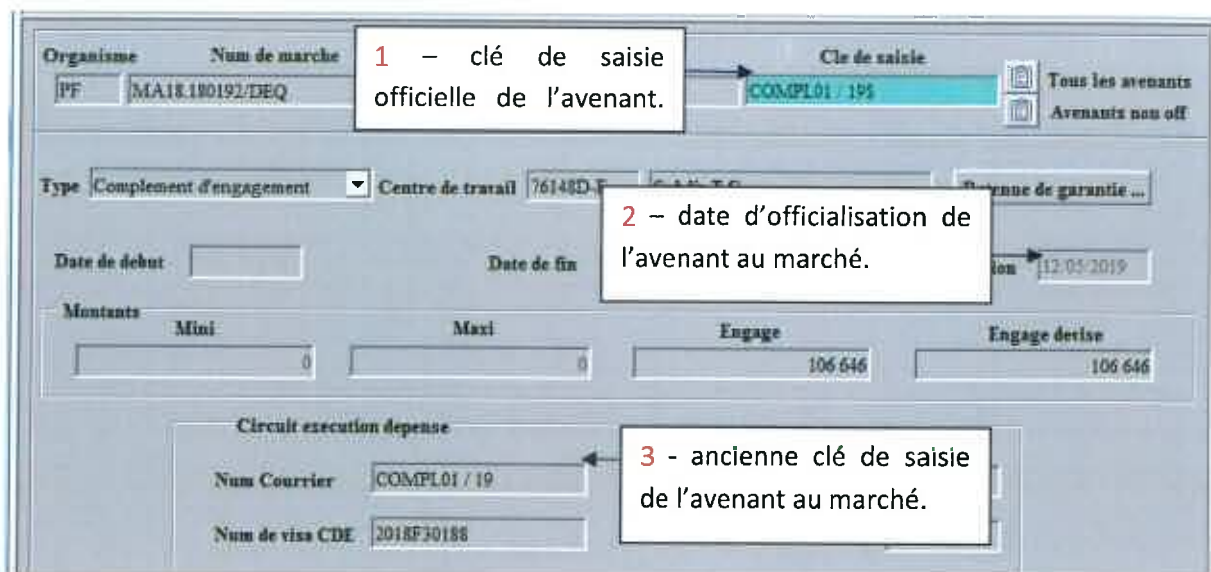 Organisme Num de marche Cle de saisie
1 – clé de saisie
officielle de l'avenant.
PF MA18.180192/DEQ COMPL01 / 19$ Tous les avenants
Avenants non off
Type Complement d'engagement Centre de travail 76148D-F de garantie ...
2 – date d'officialisation de
l'avenant au marché.
Date de debut Date de fin 12/05/2019
Montants
Mini Maxi Engage Engage devise
0 0 106 646 106 646
Circuit execution depense
3 - ancienne clé de saisie
de l'avenant au marché.
Num Courrier COMPL01 / 19
Num de visa CDE 2018F30188